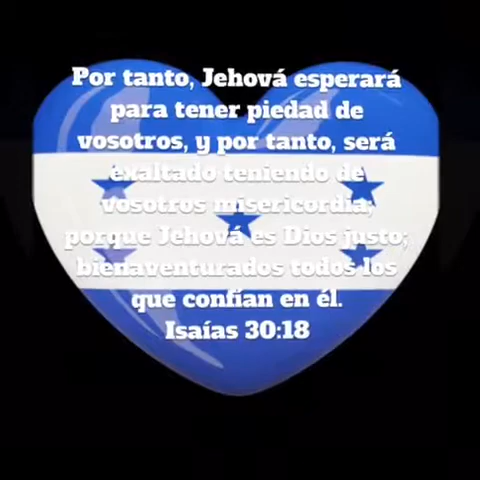 Por tanto, Jehová esperará
para tener piedad de
vosotros, y por tanto, será
exaltado teniendo de
vosotros misericordia;
porque Jehová es Dios justo;
bienaventurados todos los
que confían en él.
Isaías 30:18